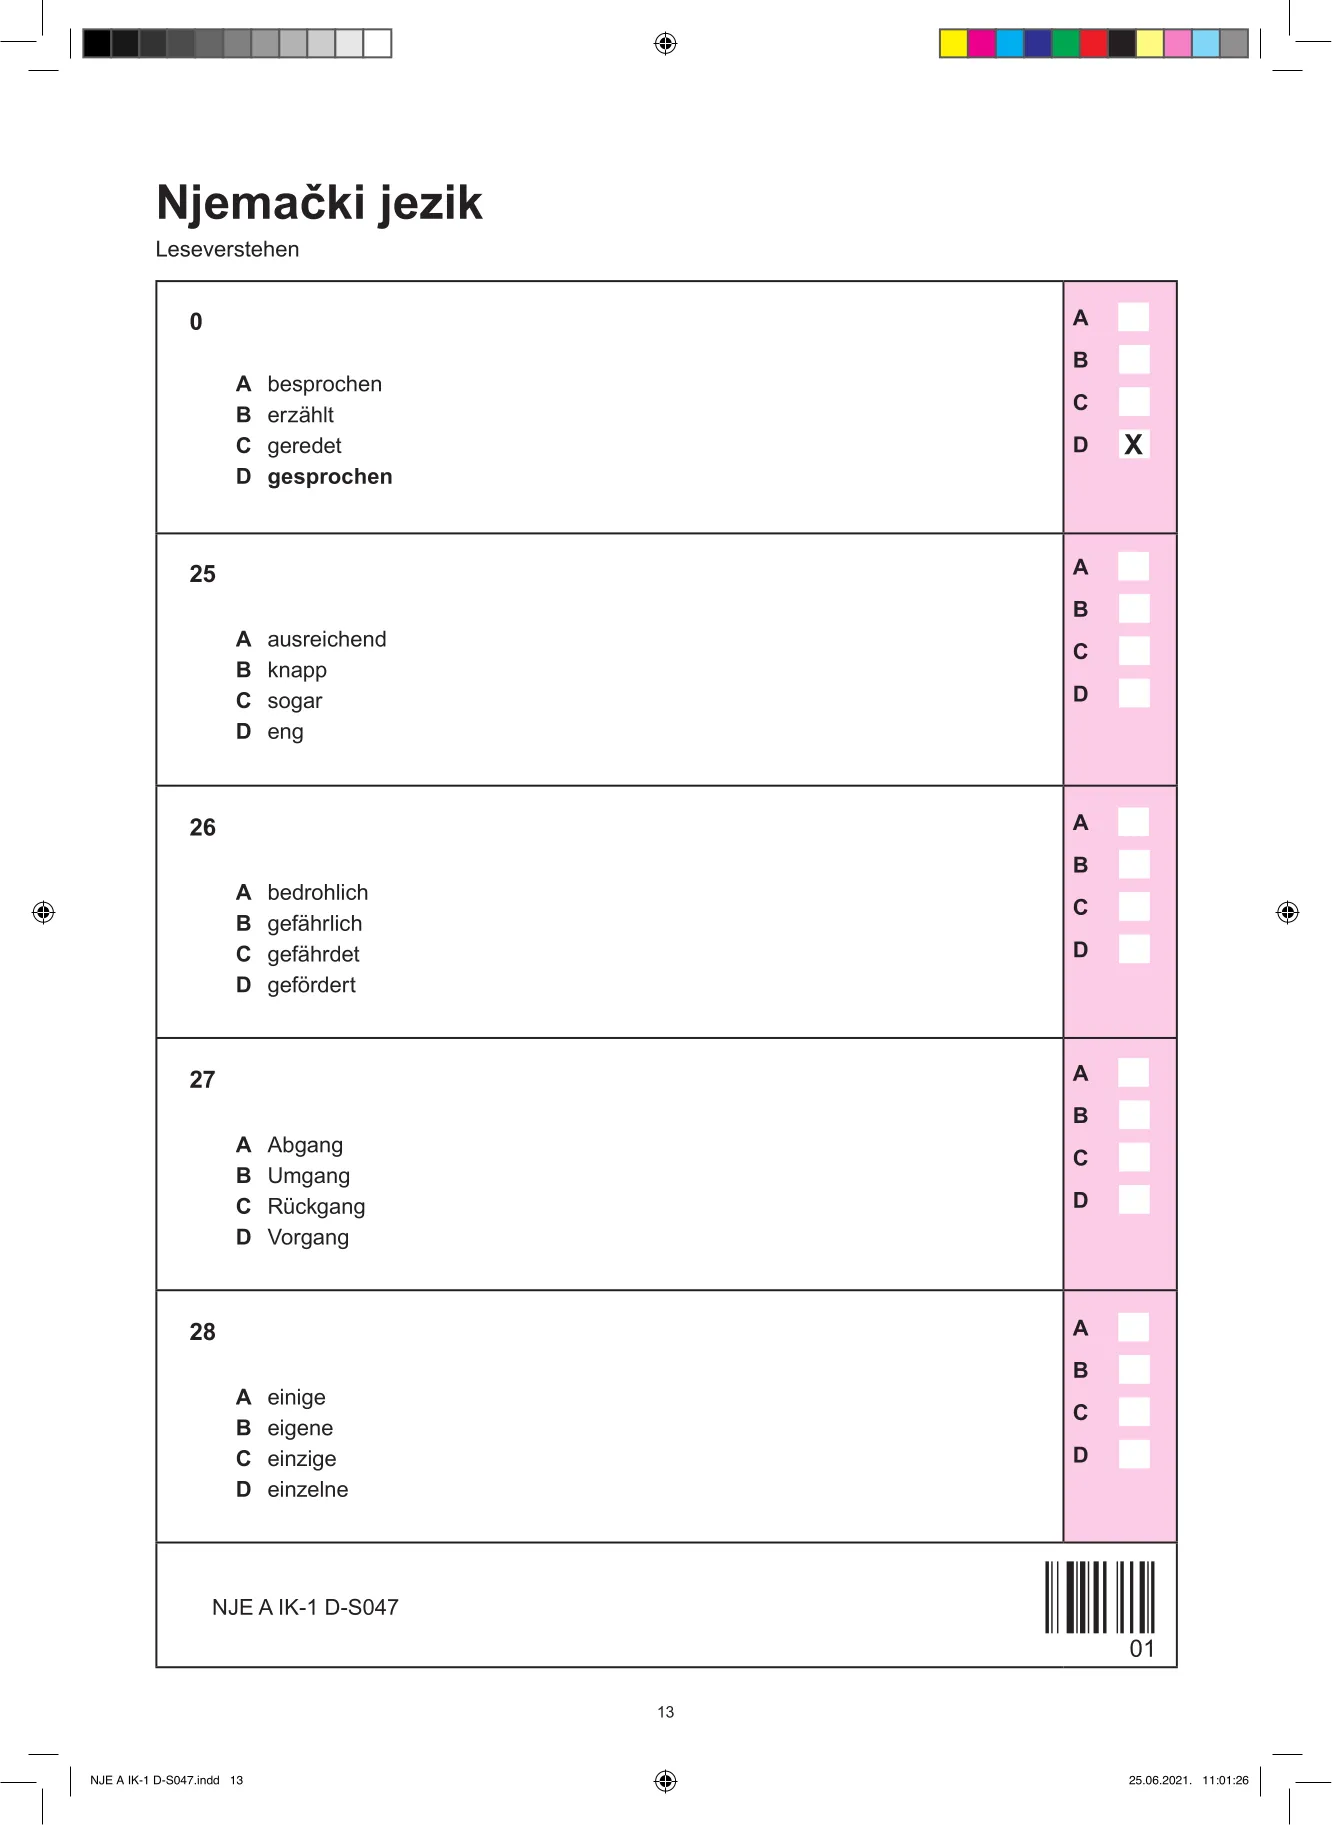 Njemački jezik
Leseverstehen
0
A besprochen
B erzählt
C geredet
D gesprochen
A
B
C
D X
25
A ausreichend
B knapp
C sogar
D eng
A
B
C
D
26
A bedrohlich
B gefährlich
C gefährdet
D gefördert
A
B
C
D
27
A Abgang
B Umgang
C Rückgang
D Vorgang
A
B
C
D
28
A einige
B eigene
C einzige
D einzelne
A
B
C
D
NJE A IK-1 D-S047
01
13
NJE A IK-1 D-S047.indd 13
25.06.2021. 11:01:26